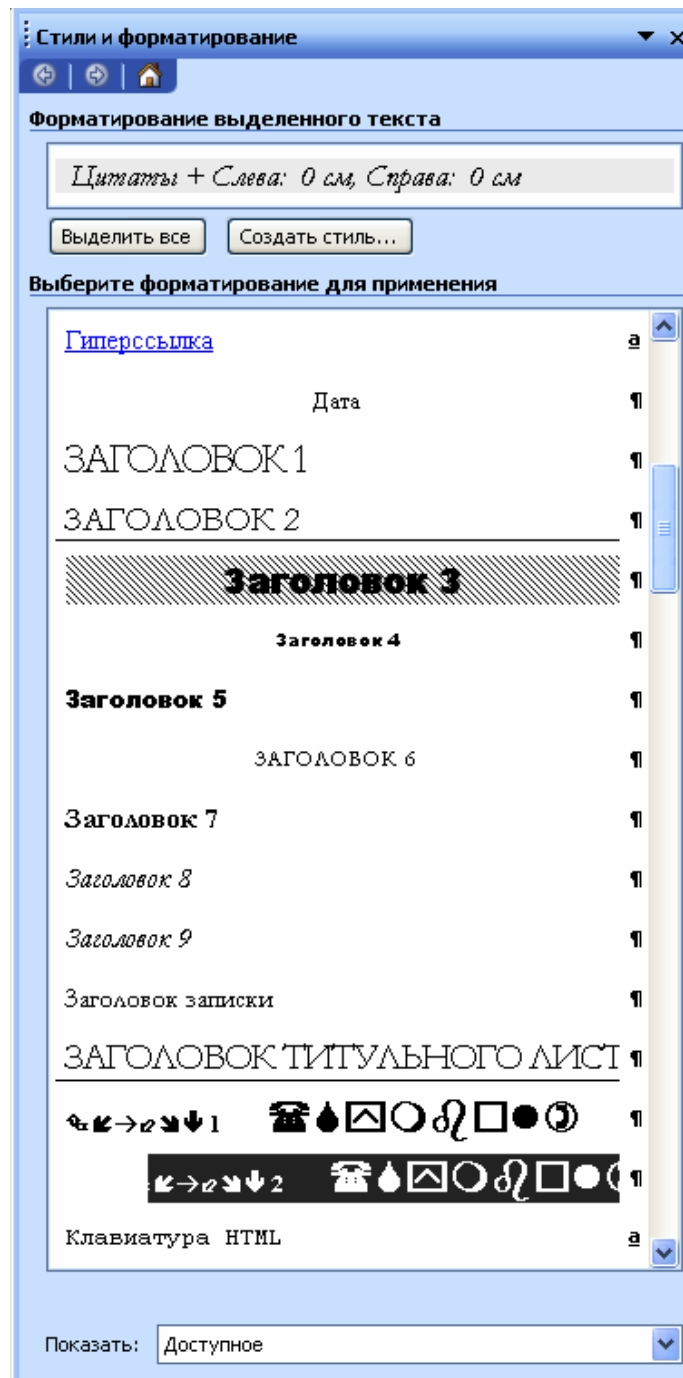 Стили и форматирование
Форматирование выделенного текста
Цитаты + Слева: 0 см, Справа: 0 см
Выделить все Создать стиль...
Выберите форматирование для применения
Гиперссылка a
Дата ¶
ЗАГОЛОВОК 1 ¶
ЗАГОЛОВОК 2 ¶
Заголовок 3 ¶
Заголовок 4 ¶
Заголовок 5 ¶
ЗАГОЛОВОК 6 ¶
Заголовок 7 ¶
Заголовок 8 ¶
Заголовок 9 ¶
Заголовок записки ¶
ЗАГОЛОВОК ТИТУЛЬНОГО ЛИСТ ¶
1 ¶
2 ¶
Клавиатура HTML a
Показать: Доступное